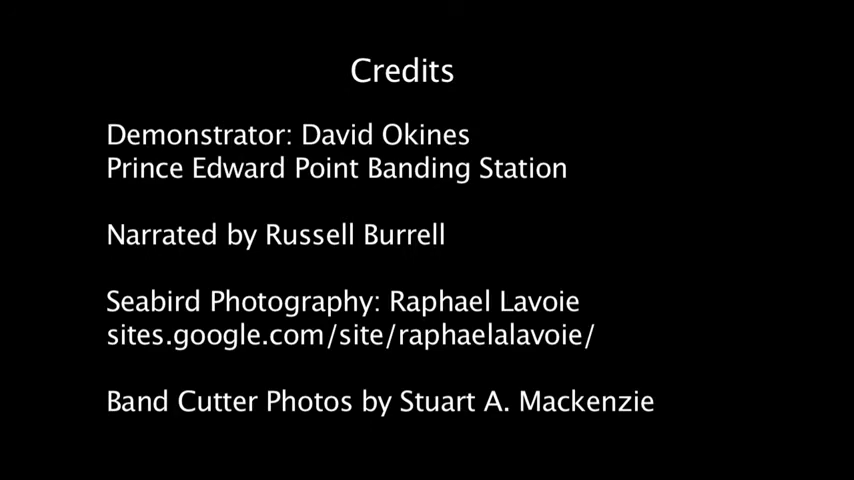 Credits
Demonstrator: David Okines
Prince Edward Point Banding Station
Narrated by Russell Burrell
Seabird Photography: Raphael Lavoie
sites.google.com/site/raphaelalavoie/
Band Cutter Photos by Stuart A. Mackenzie